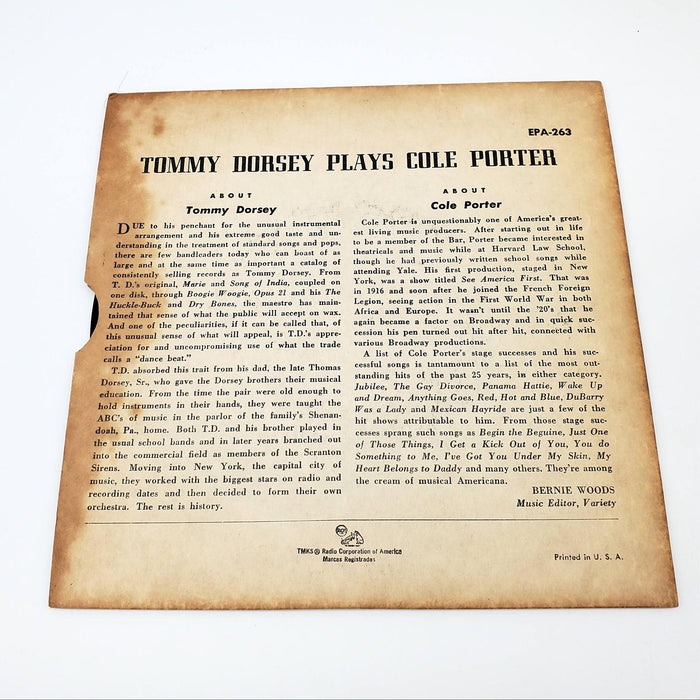 EPA-263
TOMMY DORSEY PLAYS COLE PORTER
ABOUT
Tommy Dorsey
DUE to his penchant for the unusual instrumental
arrangement and his extreme good taste and un-
derstanding in the treatment of standard songs and pops,
there are few bandleaders today who can boast of as
large and at the same time as important a catalog of
consistently selling records as Tommy Dorsey. From
T. D.'s original, Marie and Song of India, coupled on
one disk, through Boogie Woogie, Opus 21 and his The
Huckle-Buck and Dry Bones, the maestro has main-
tained that sense of what the public will accept on wax.
And one of the peculiarities, if it can be called that, of
this unusual sense of what will appeal, is T.D.'s appre-
ciation for and uncompromising use of what the trade
calls a "dance beat."
T.D. absorbed this trait from his dad, the late Thomas
Dorsey, Sr., who gave the Dorsey brothers their musical
education. From the time the pair were old enough to
hold instruments in their hands, they were taught the
ABC's of music in the parlor of the family's Shenan-
doah, Pa., home. Both T.D. and his brother played in
the usual school bands and in later years branched out
into the commercial field as members of the Scranton
Sirens. Moving into New York, the capital city of
music, they worked with the biggest stars on radio and
recording dates and then decided to form their own
orchestra. The rest is history.
ABOUT
Cole Porter
Cole Porter is unquestionably one of America's great-
est living music producers. After starting out in life
to be a member of the Bar, Porter became interested in
theatricals and music while at Harvard Law School,
though he had previously written school songs while
attending Yale. His first production, staged in New
York, was a show titled See America First. That was
in 1916 and soon after he joined the French Foreign
Legion, seeing action in the First World War in both
Africa and Europe. It wasn't until the '20's that he
again became a factor on Broadway and in quick suc-
cession his pen turned out hit after hit, connected with
various Broadway productions.
A list of Cole Porter's stage successes and his suc-
cessful songs is tantamount to a list of the most out-
standing hits of the past 25 years, in either category.
Jubilee, The Gay Divorce, Panama Hattie, Wake Up
and Dream, Anything Goes, Red, Hot and Blue, DuBarry
Was a Lady and Mexican Hayride are just a few of the
hit shows attributable to him. From those stage suc-
cesses sprang such songs as Begin the Beguine, Just One
of Those Things, I Get a Kick Out of You, You do
Something to Me, I've Got You Under My Skin, My
Heart Belongs to Daddy and many others. They're among
the cream of musical Americana.
BERNIE WOODS
Music Editor, Variety
RCA
TMKS ® Radio Corporation of America
Marcas Registradas
Printed in U. S. A.